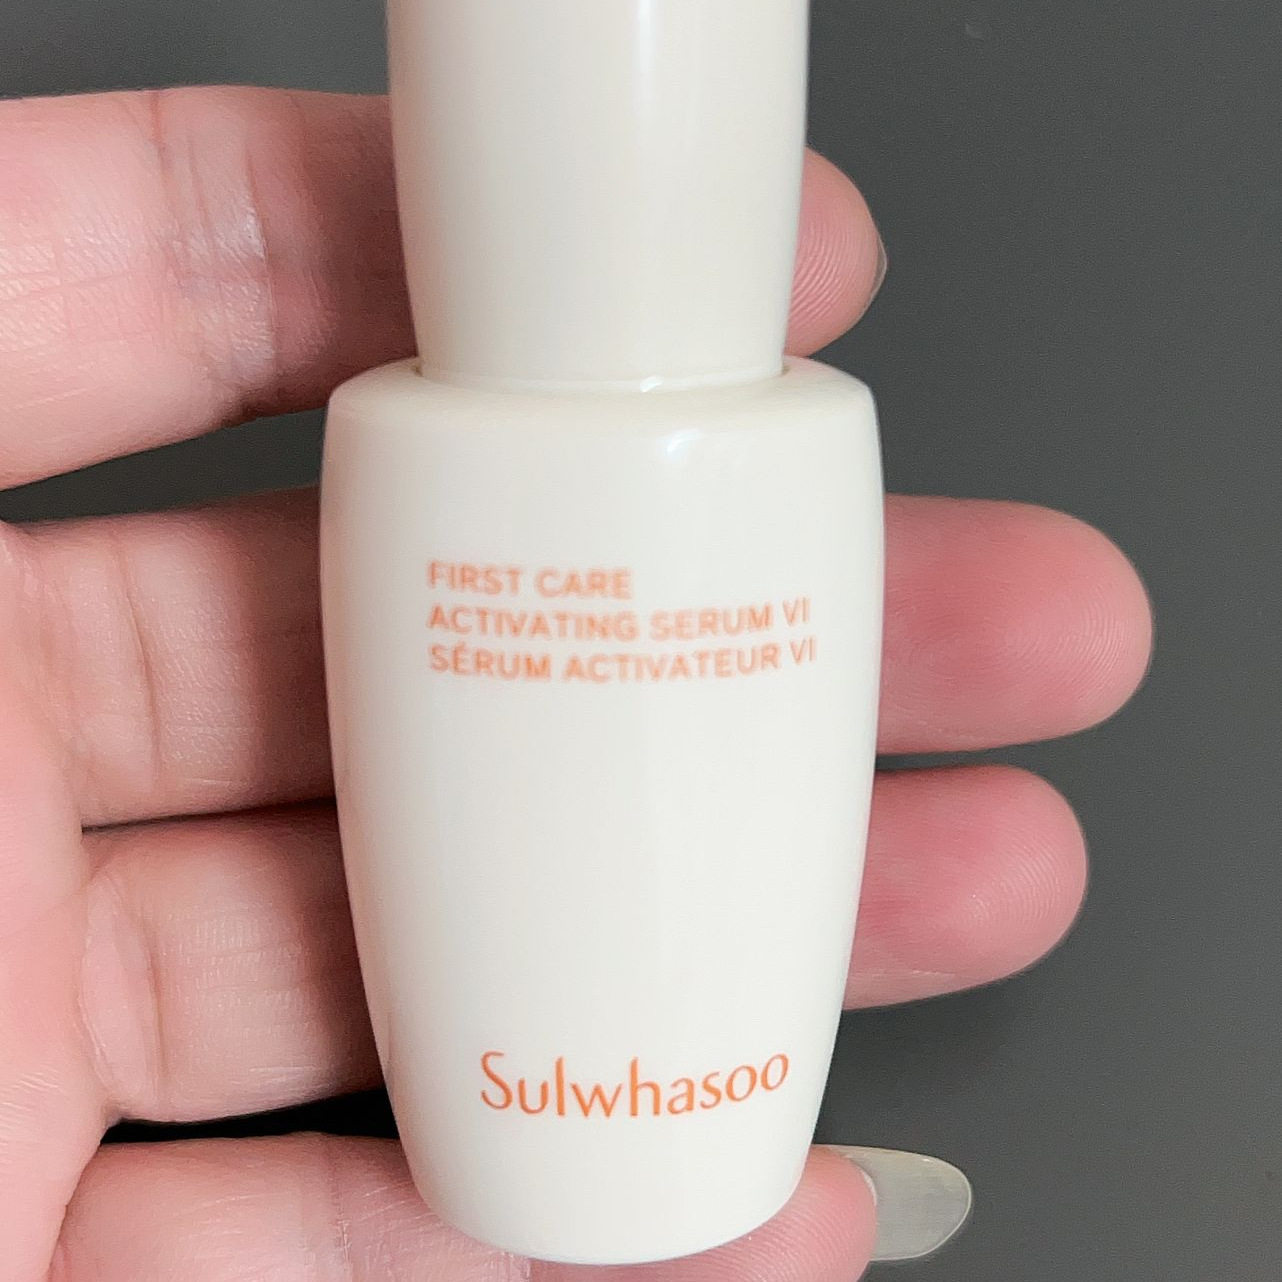 FIRST CARE
ACTIVATING SERUM VI
SÉRUM ACTIVATEUR VI
Sulwhasoo